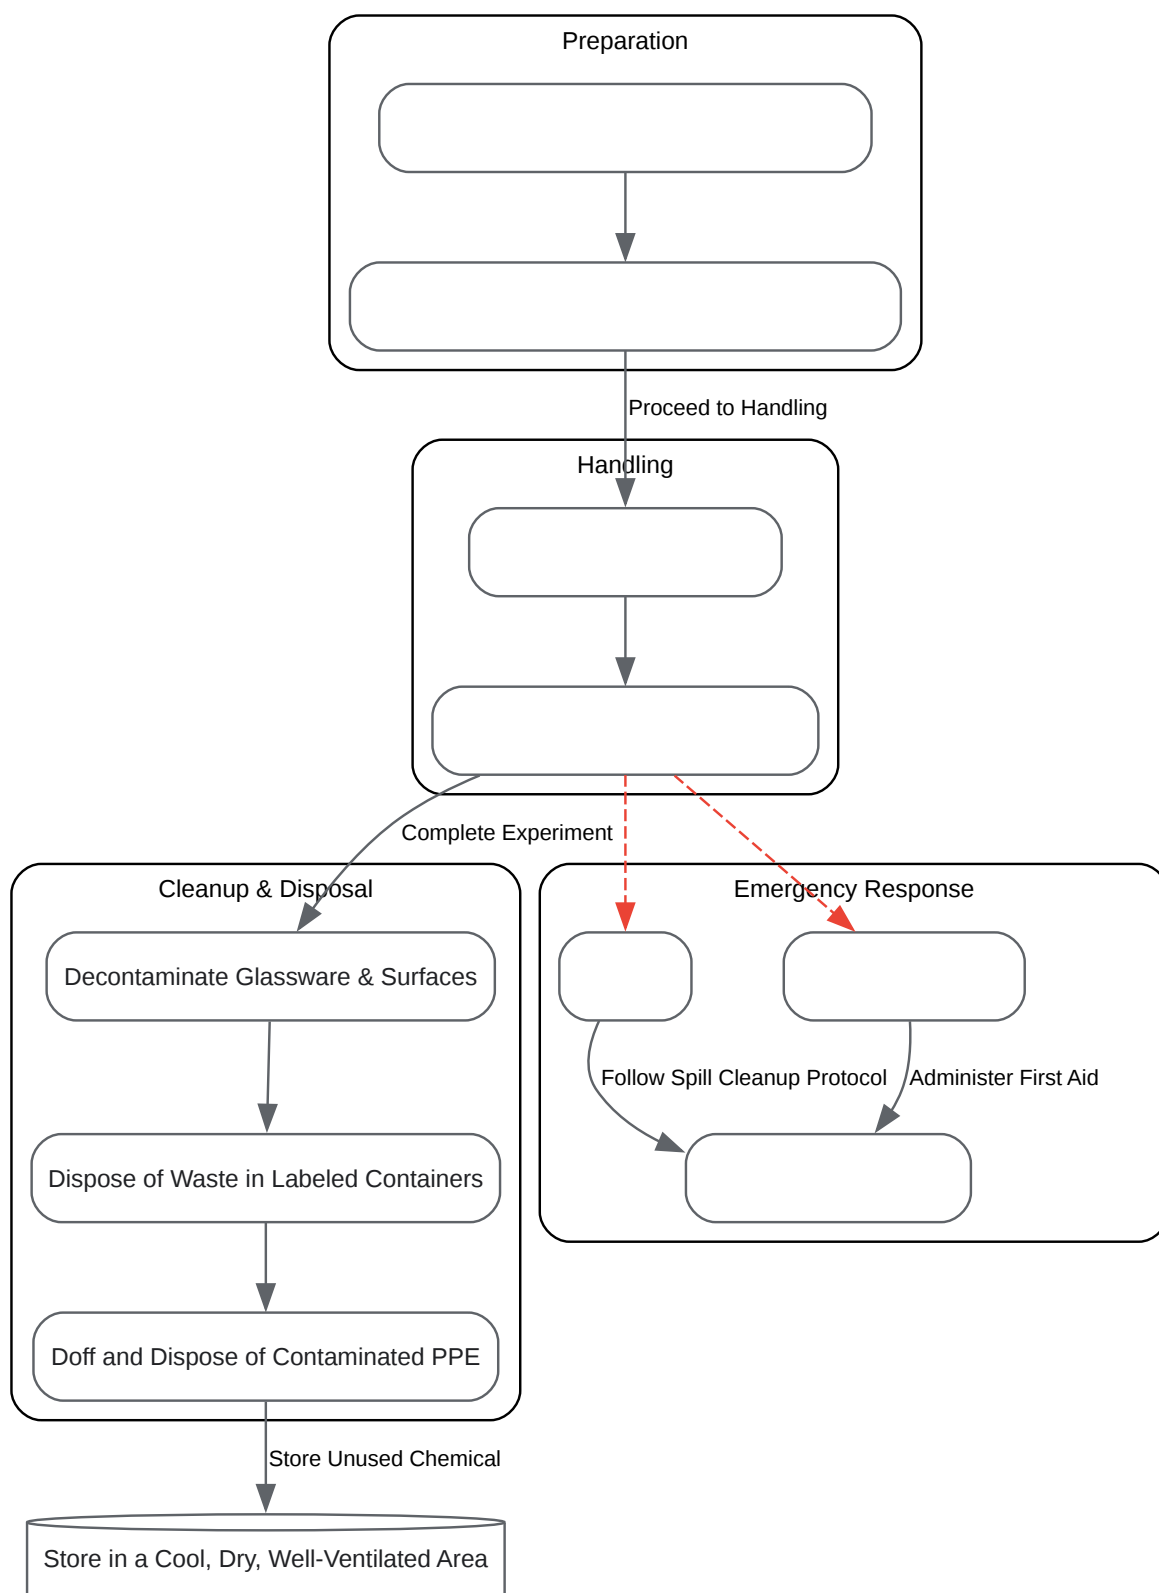 Preparation
Proceed to Handling
Handling
Complete Experiment
Cleanup & Disposal
Emergency Response
Decontaminate Glassware & Surfaces
Follow Spill Cleanup Protocol
Administer First Aid
Dispose of Waste in Labeled Containers
Doff and Dispose of Contaminated PPE
Store Unused Chemical
Store in a Cool, Dry, Well-Ventilated Area